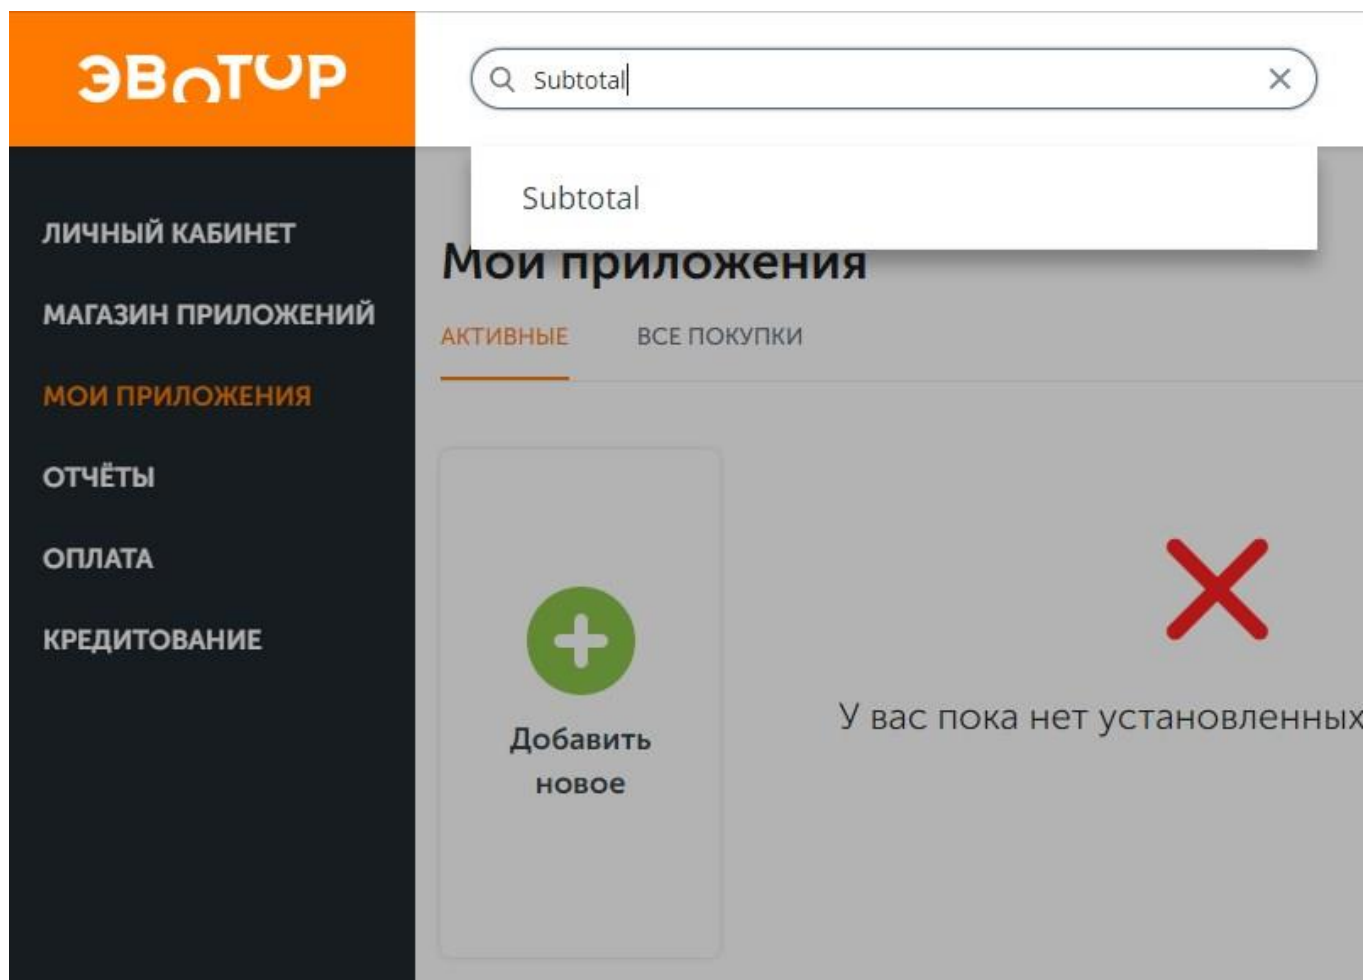 ЭВОТОР
Subtotal
Subtotal
ЛИЧНЫЙ КАБИНЕТ
МАГАЗИН ПРИЛОЖЕНИЙ
МОИ ПРИЛОЖЕНИЯ
ОТЧЁТЫ
ОПЛАТА
КРЕДИТОВАНИЕ
Мои приложения
АКТИВНЫЕ ВСЕ ПОКУПКИ
Добавить
новое
У вас пока нет установленных